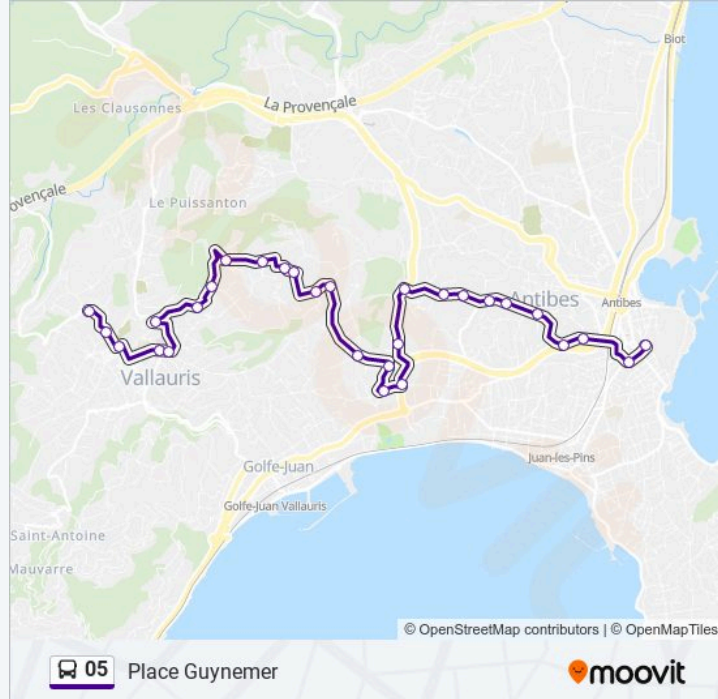 Biot
La Provençale
Les Clausonnes
ovençale
Le Puissanton
Antibes
Antibes
Vallauris
Juan-les-Pins
Golfe-Juan
Golfe-Juan Vallauris
Saint-Antoine
Mauvarre
© OpenStreetMap contributors | © OpenMapTiles
05 Place Guynemer
moovit